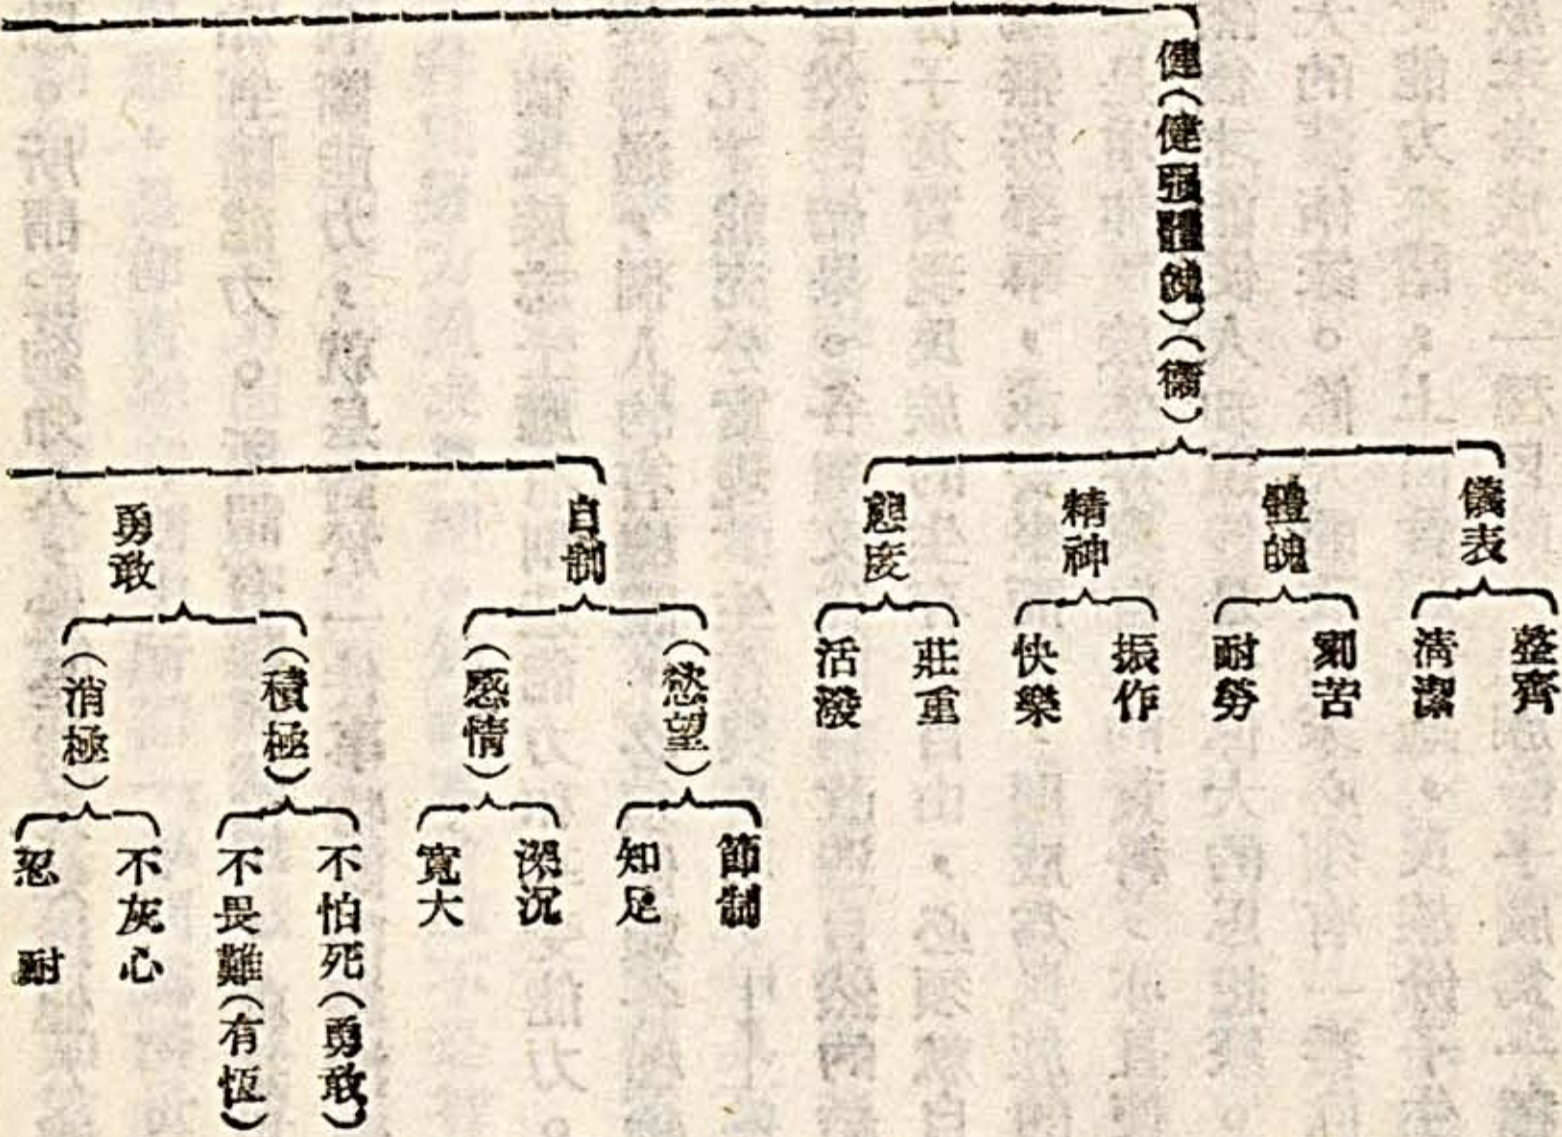 健(健强體魄)(衞)
儀表
整齊
清潔
體魄
刻苦
耐勞
精神
振作
快樂
態度
莊重
活潑
自制
(慾望)
節制
知足
(感情)
深沉
寬大
勇敢
(積極)
不怕死(勇敢)
不畏難(有恆)
(消極)
不灰心
忍耐